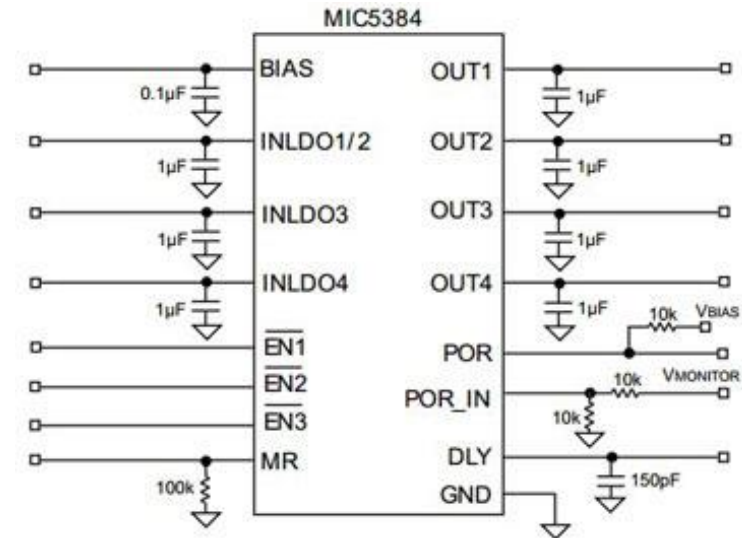 MIC5384
BIAS
0.1µF
INLDO1/2
1µF
INLDO3
1µF
INLDO4
1µF
EN1
EN2
EN3
MR
100k
OUT1
1µF
OUT2
1µF
OUT3
1µF
OUT4
1µF
10k
VBIAS
POR
POR_IN
10k
VMONITOR
10k
DLY
150pF
GND